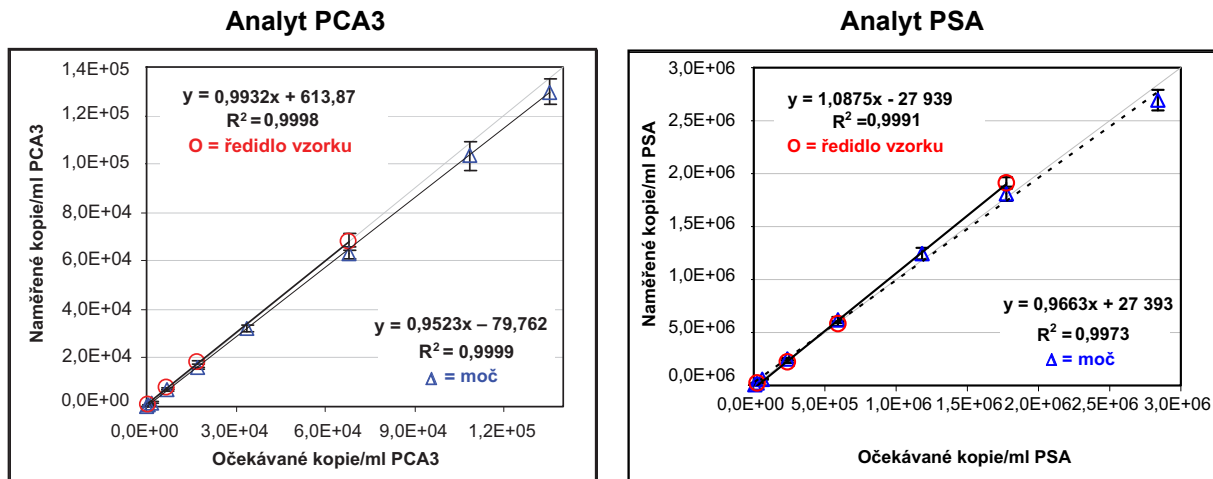 Analyt PCA3
1,4E+05
1,2E+05
1,0E+05
8,0E+04
6,0E+04
4,0E+04
2,0E+04
0,0E+00
Naměřené kopie/ml PCA3
y = 0,9932x + 613,87
R² = 0,9998
O = ředidlo vzorku
y = 0,9523x – 79,762
R² = 0,9999
Δ = moč
0,0E+00 3,0E+04 6,0E+04 9,0E+04 1,2E+05
Očekávané kopie/ml PCA3
Analyt PSA
3,0E+06
2,5E+06
2,0E+06
1,5E+06
1,0E+06
5,0E+06
0,0E+06
Naměřené kopie/ml PSA
y = 1,0875x - 27 939
R² =0,9991
O = ředidlo vzorku
y = 0,9663x + 27 393
R² = 0,9973
Δ = moč
0,0E+00 5,0E+05 1,0E+06 1,5E+06 2,0E+06 2,5E+06 3,0E+06
Očekávané kopie/ml PSA